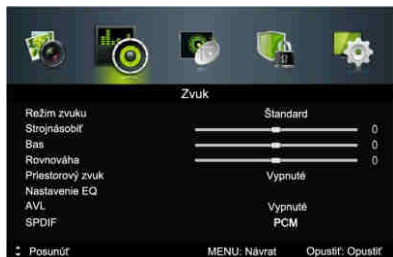 Zvuk
Režim zvuku Štandard
Strojnásobiť 0
Bas 0
Rovnováha 0
Priestorový zvuk Vypnuté
Nastavenie EQ
AVL Vypnuté
SPDIF PCM
Posunúť MENU: Návrat Opustiť: Opustiť